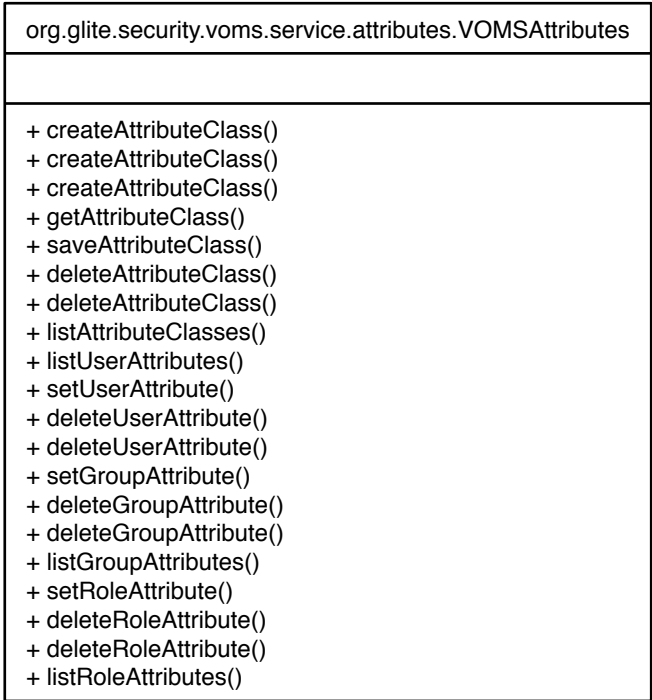 org.glite.security.voms.service.attributes.VOMSAttributes
+ createAttributeClass()
+ createAttributeClass()
+ createAttributeClass()
+ getAttributeClass()
+ saveAttributeClass()
+ deleteAttributeClass()
+ deleteAttributeClass()
+ listAttributeClasses()
+ listUserAttributes()
+ setUserAttribute()
+ deleteUserAttribute()
+ deleteUserAttribute()
+ setGroupAttribute()
+ deleteGroupAttribute()
+ deleteGroupAttribute()
+ listGroupAttributes()
+ setRoleAttribute()
+ deleteRoleAttribute()
+ deleteRoleAttribute()
+ listRoleAttributes()